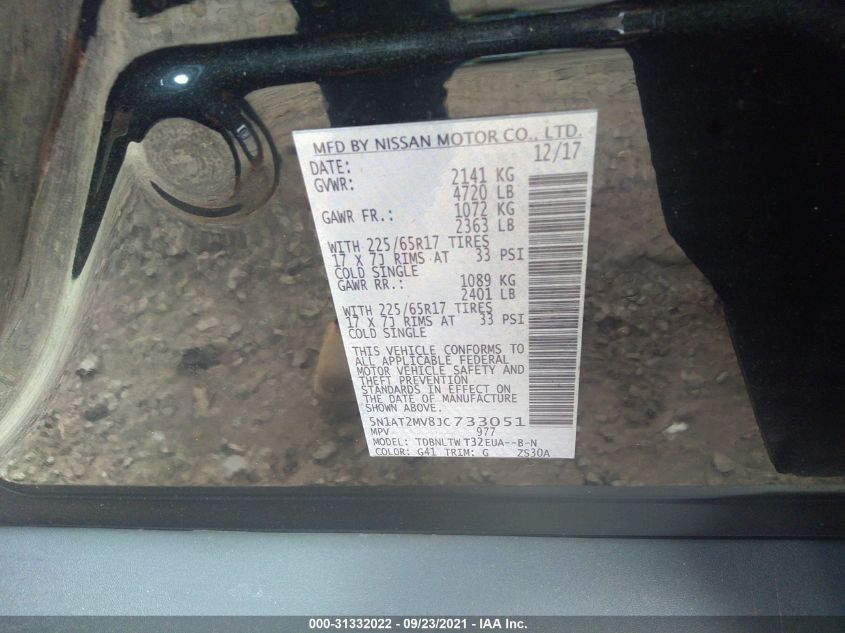 MFD BY NISSAN MOTOR CO., LTD.
DATE: 12/17
GVWR: 2141 KG
4720 LB
GAWR FR.: 1072 KG
2363 LB
WITH 225/65R17 TIRES
17 X 7J RIMS AT 33 PSI
COLD SINGLE
GAWR RR.: 1089 KG
2401 LB
WITH 225/65R17 TIRES
17 X 7J RIMS AT 33 PSI
COLD SINGLE
THIS VEHICLE CONFORMS TO
ALL APPLICABLE FEDERAL
MOTOR VEHICLE SAFETY AND
THEFT PREVENTION
STANDARDS IN EFFECT ON
THE DATE OF MANUFACTURE
SHOWN ABOVE.
5N1AT2MV8JC733051
MPV 977
MODEL: TDBNLTW T32EUA--B-N
COLOR: G41 TRIM: G ZS30A
000-31332022 - 09/23/2021 - IAA Inc.